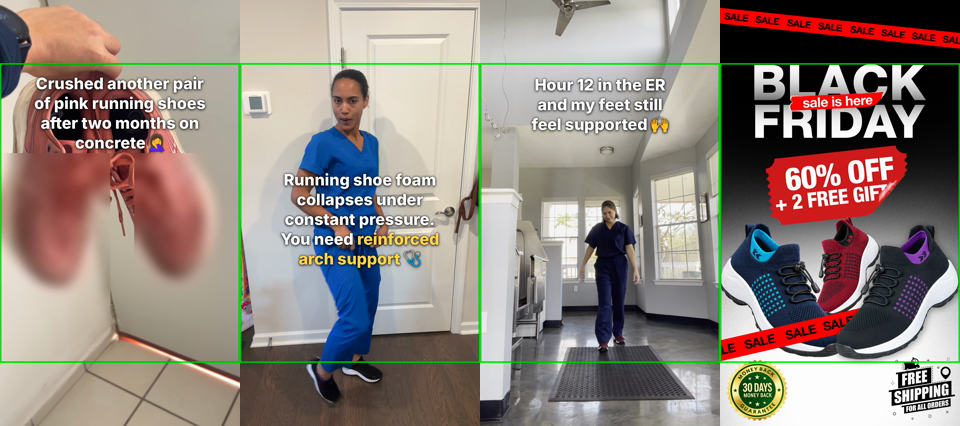 Crushed another pair
of pink running shoes
after two months on
concrete 🤦‍♀️
Running shoe foam
collapses under
constant pressure.
You need reinforced
arch support 🩺
Hour 12 in the ER
and my feet still
feel supported 🙌
SALE SALE SALE SALE SALE SALE SALE SALE
BLACK
sale is here
FRIDAY
60% OFF
+ 2 FREE
SALE SALE SALE SALE
MONEY BACK
30 DAYS
MONEY BACK
GUARANTEE
FREE
SHIPPING
FOR ALL ORDERS